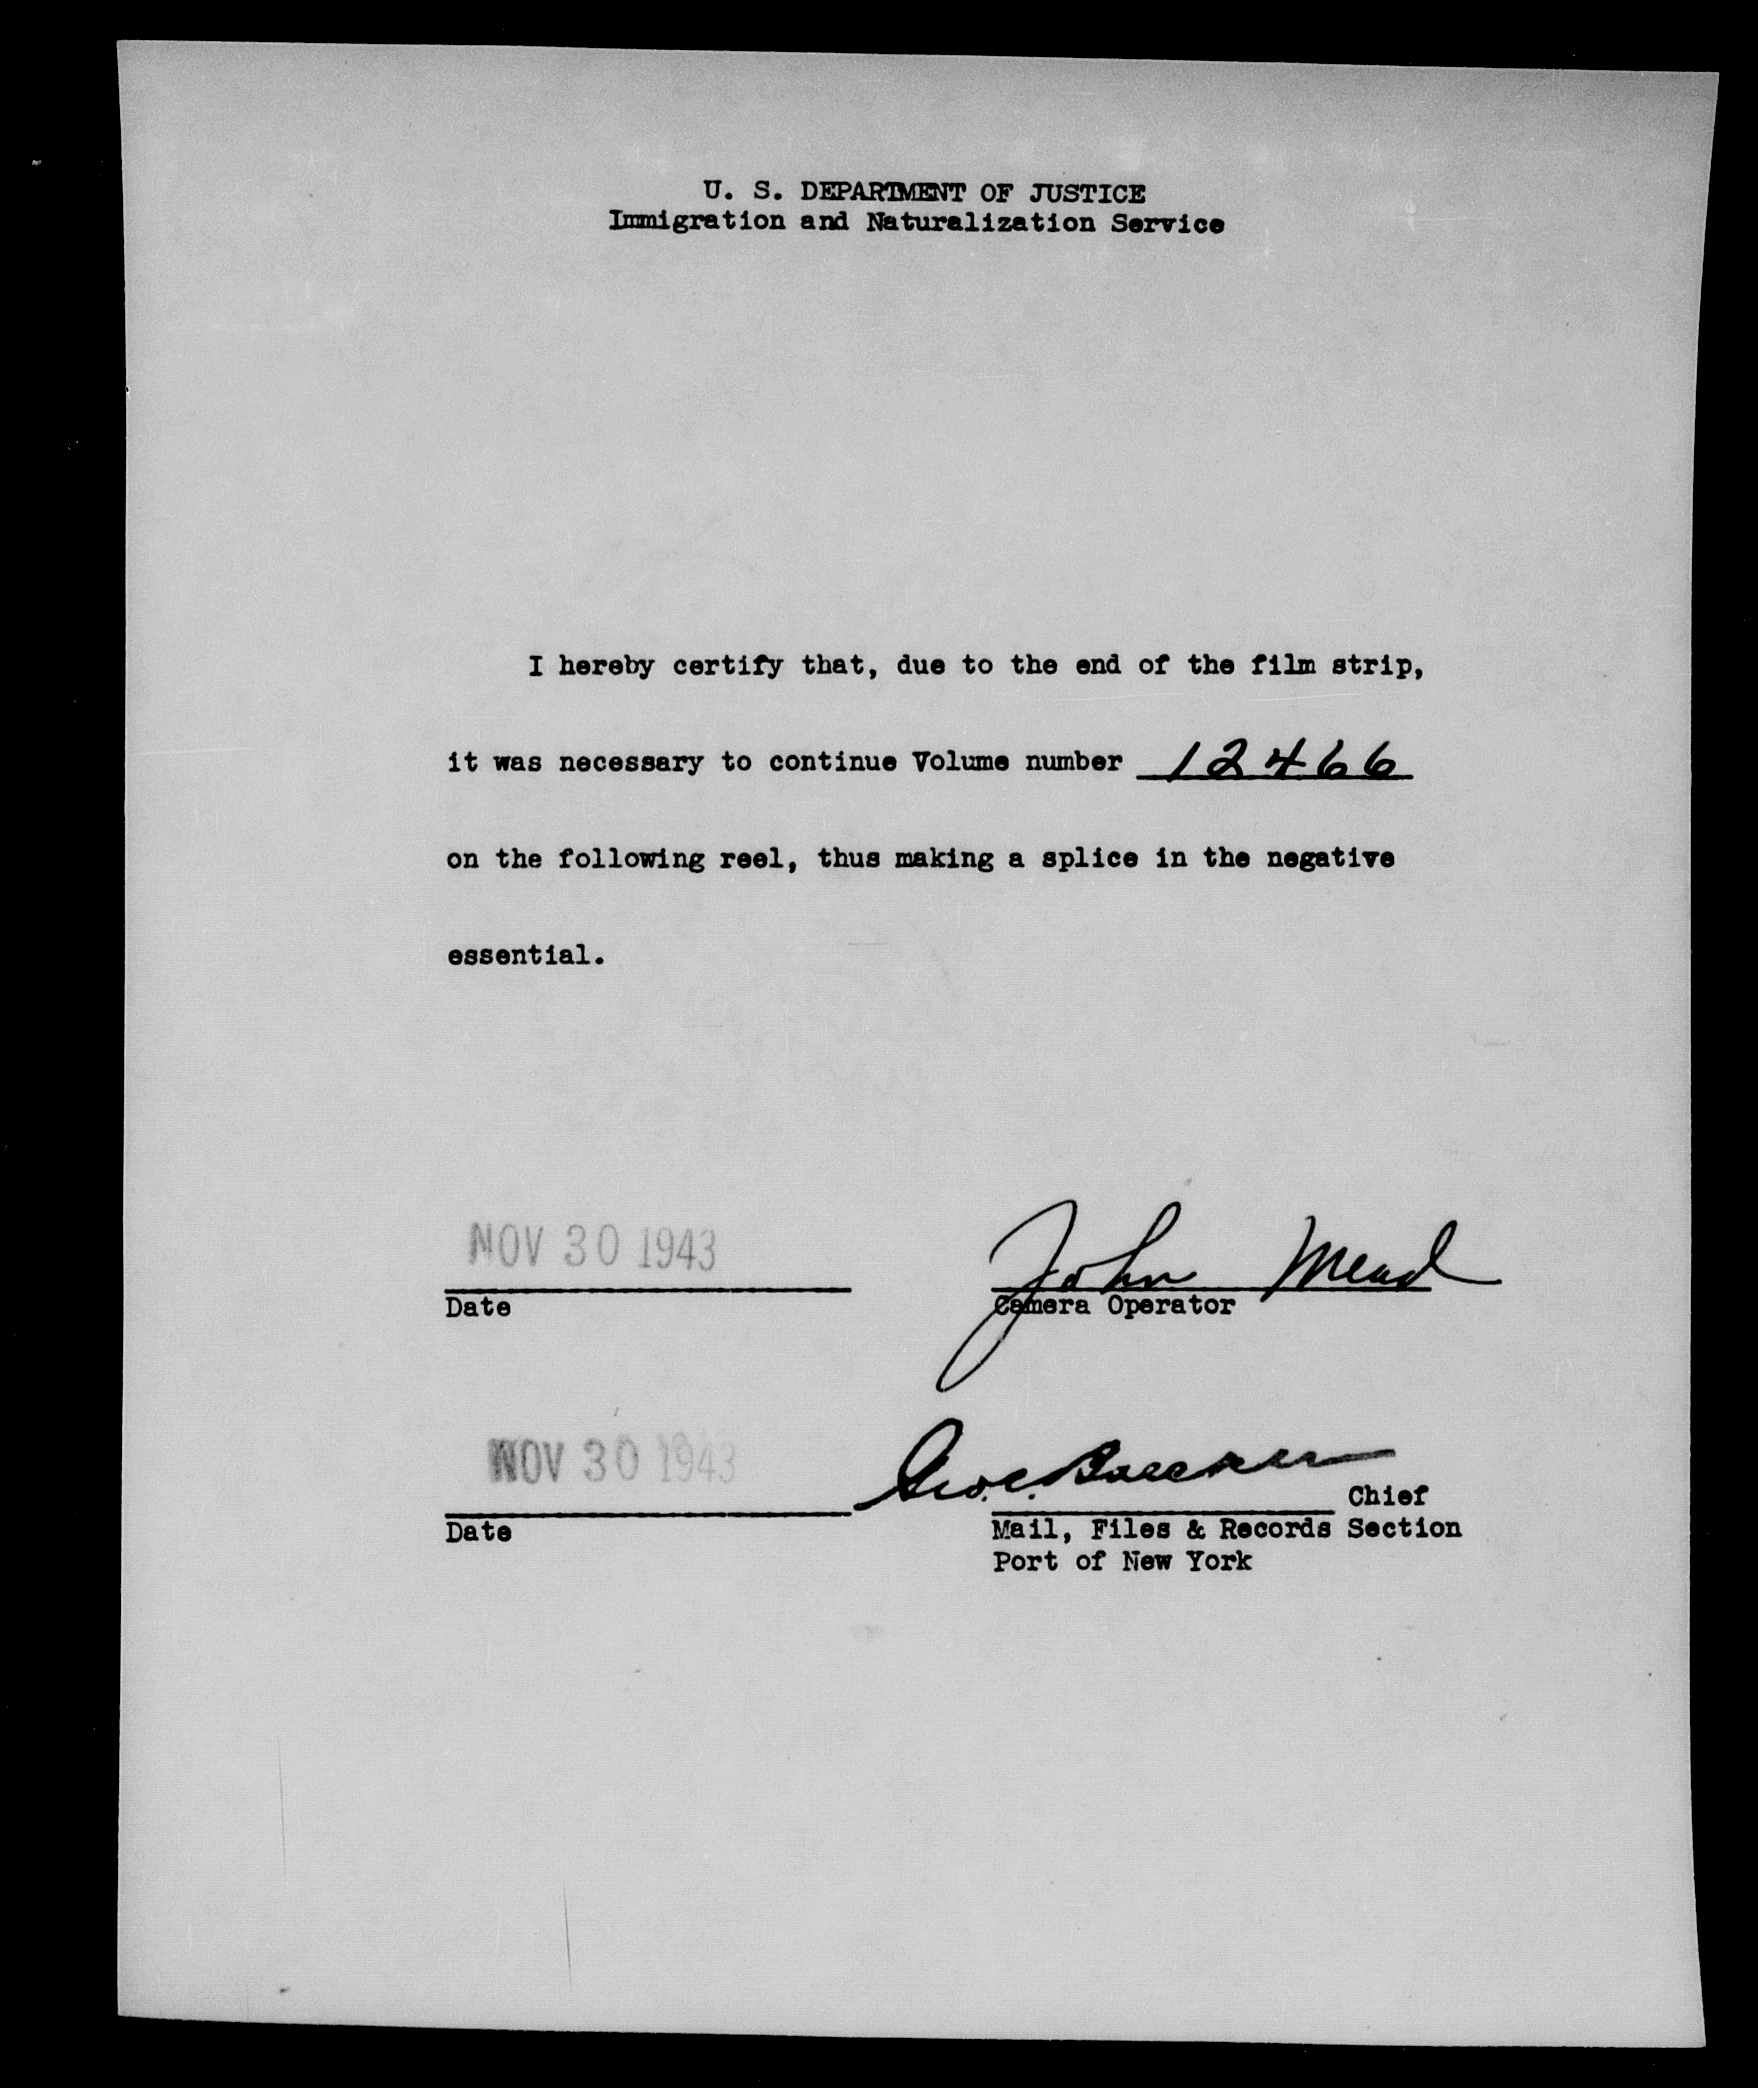 U. S. DEPARTMENT OF JUSTICE
Immigration and Naturalization Service
I hereby certify that, due to the end of the film strip,
it was necessary to continue Volume number 12466
on the following reel, thus making a splice in the negative
essential.
NOV 30 1943 John Mead
Date Camera Operator
NOV 30 1943 Geo. C.
Chief
Date Mail, Files & Records Section
Port of New York